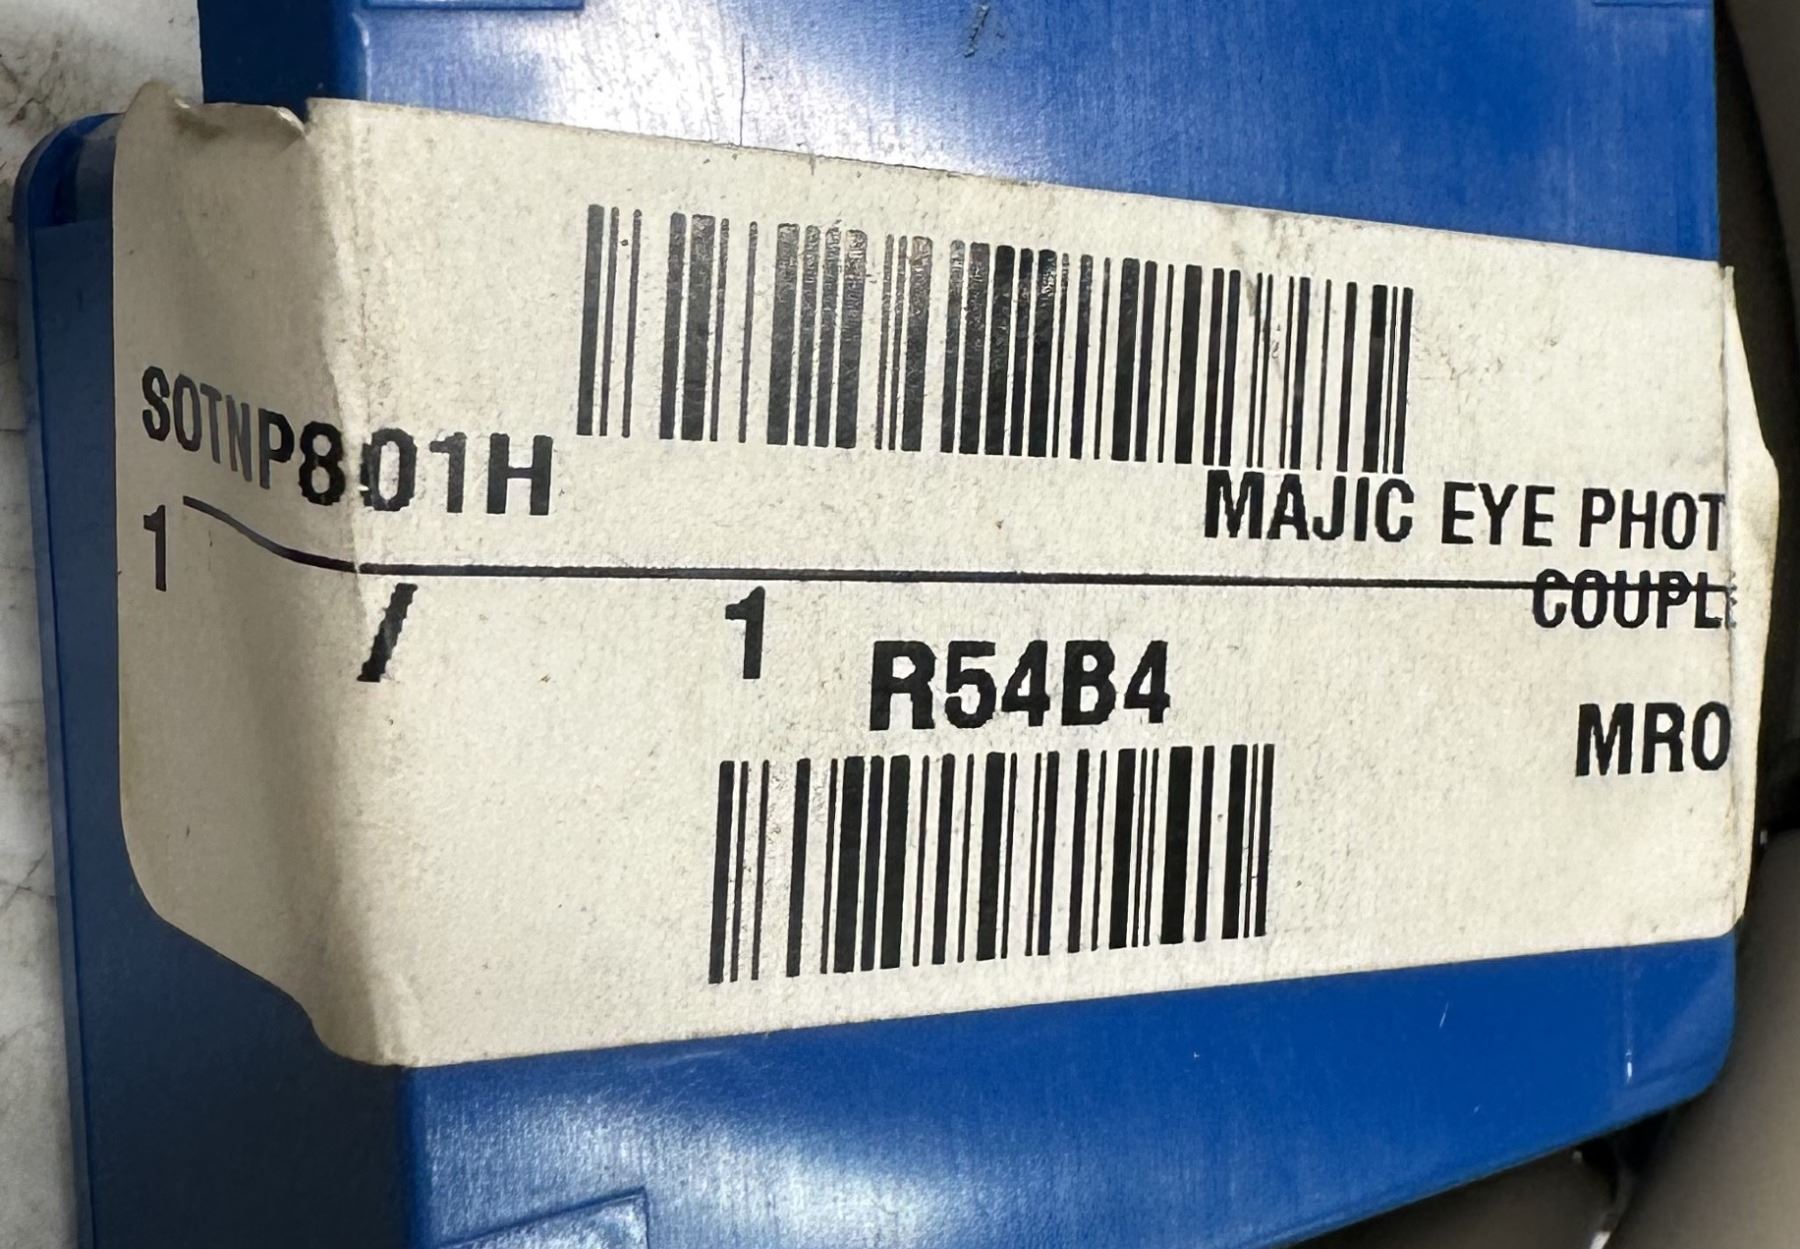 SOTNP801H
MAJIC EYE PHOT
COUPLE
1 / 1
R54B4
MRO